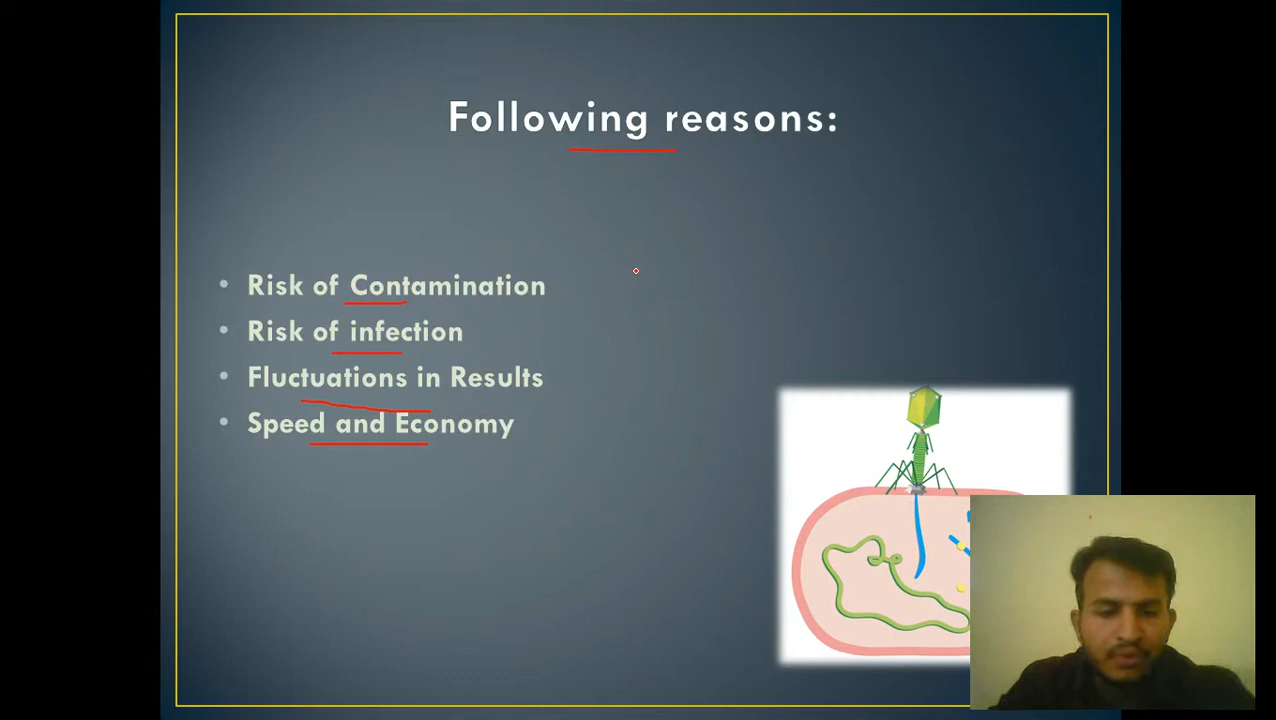 Following reasons:
• Risk of Contamination
• Risk of infection
• Fluctuations in Results
• Speed and Economy